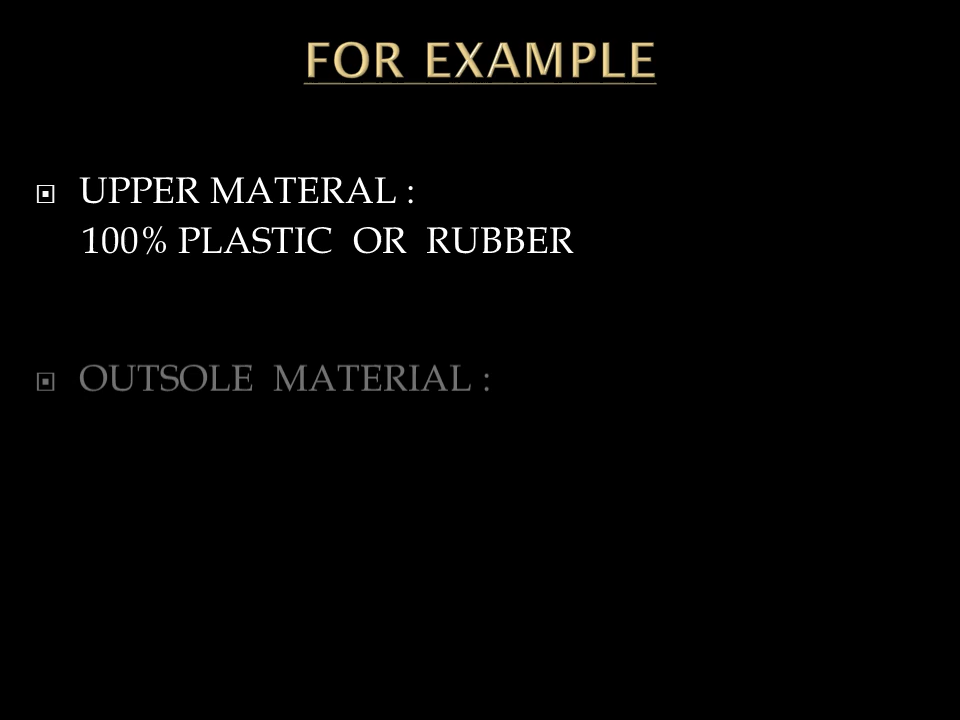 FOR EXAMPLE
UPPER MATERAL :
100% PLASTIC OR RUBBER
OUTSOLE MATERIAL :